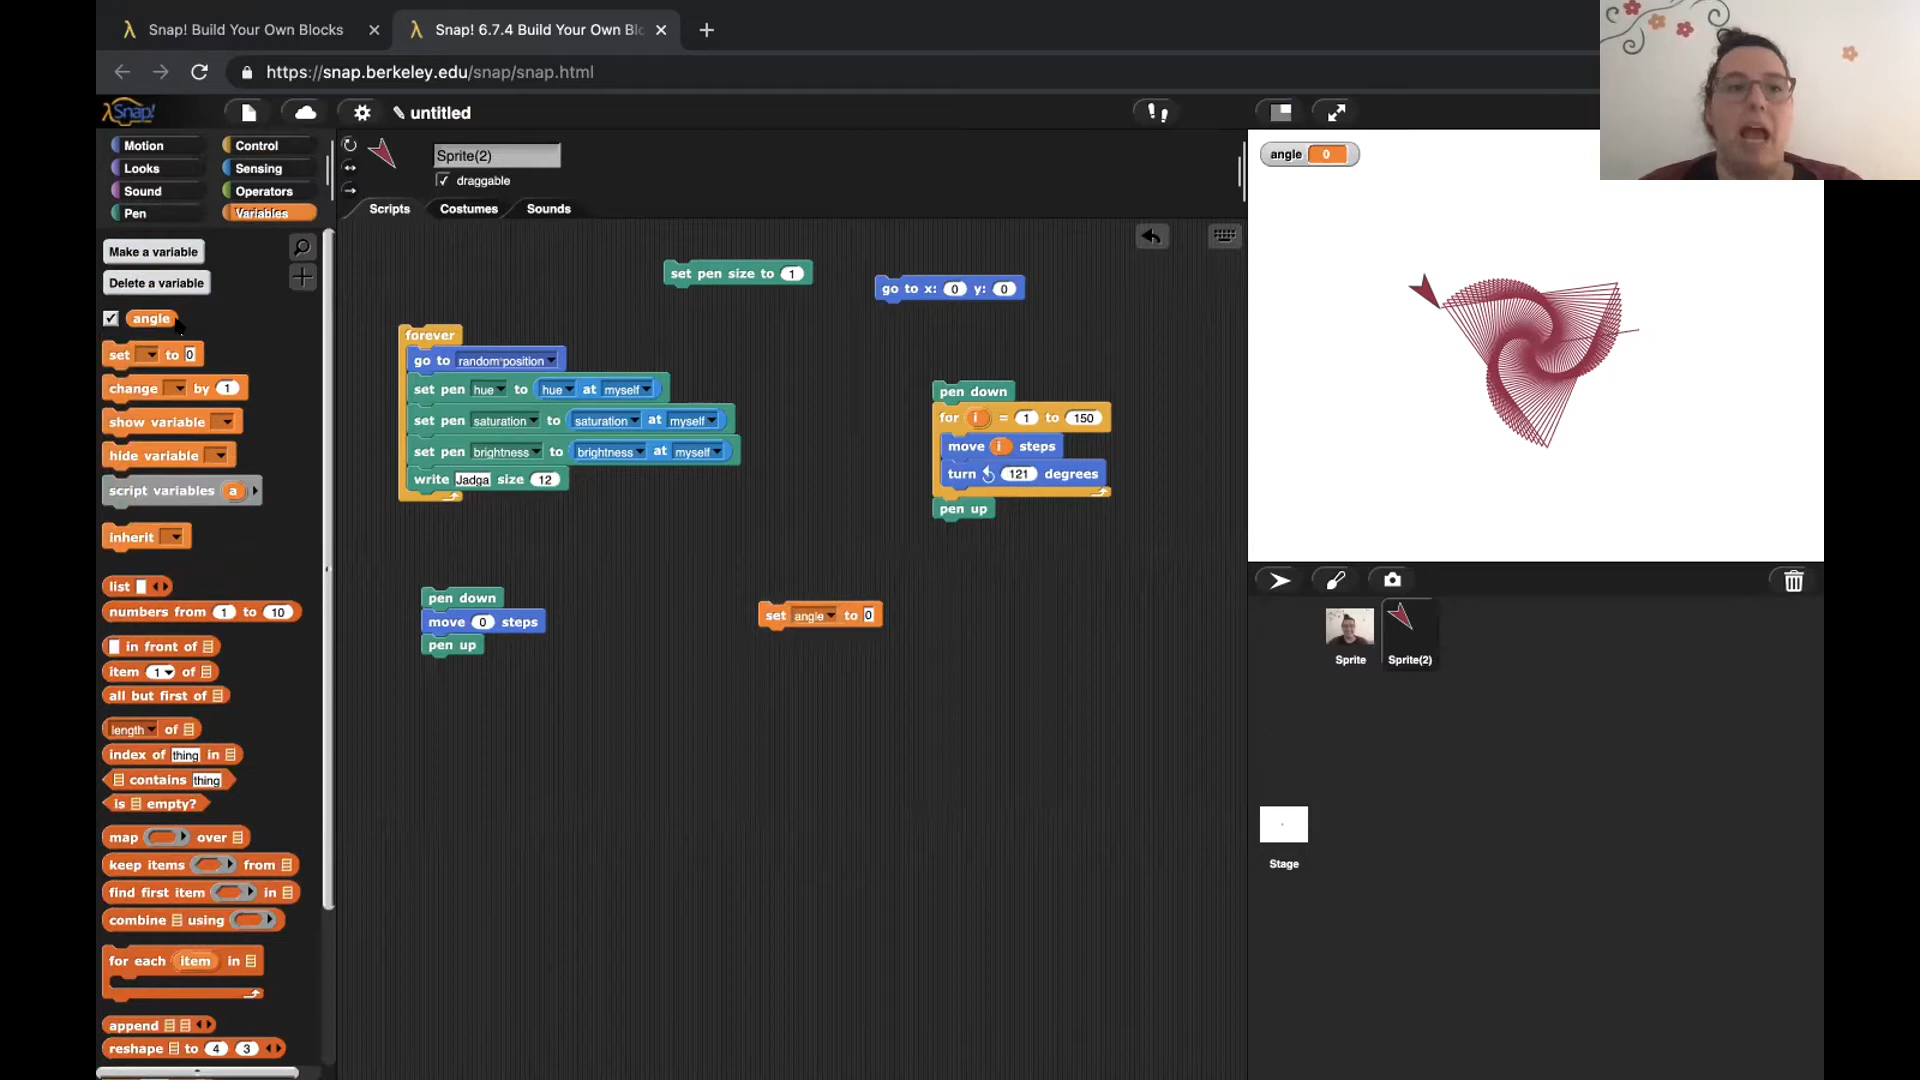 Snap! Build Your Own Blocks
Snap! 6.7.4 Build Your Own Blo
https://snap.berkeley.edu/snap/snap.html
Snap!
untitled
Motion
Control
Looks
Sensing
Sound
Operators
Pen
Variables
Sprite(2)
draggable
Scripts
Costumes
Sounds
Make a variable
Delete a variable
angle
set to 0
change by 1
show variable
hide variable
script variables a
inherit
list
numbers from 1 to 10
in front of
item 1 of
all but first of
length of
index of thing in
contains thing
is empty?
map over
keep items from
find first item in
combine using
for each item in
append
reshape to 4 3
set pen size to 1
go to x: 0 y: 0
forever
go to random position
set pen hue to hue at myself
set pen saturation to saturation at myself
set pen brightness to brightness at myself
write Jadga size 12
pen down
for i = 1 to 150
move i steps
turn 121 degrees
pen up
pen down
move 0 steps
pen up
set angle to 0
angle 0
Sprite
Sprite(2)
Stage